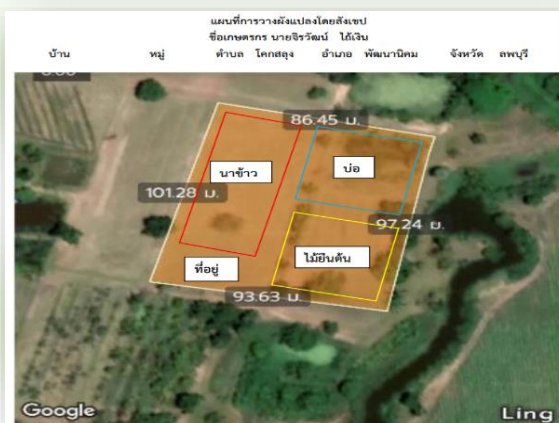 แผนที่การวางผังแปลงโดยสังเขป
ชื่อเกษตรกร นายจิรวัฒน์ ไถ้เงิน
บ้าน หมู่ ตำบล โคกสลุง อำเภอ พัฒนานิคม จังหวัด ลพบุรี
86.45 ม.
นาข้าว
บ่อ
101.28 ม.
97.24 ม.
ที่อยู่
ไม้ยืนต้น
93.63 ม.
Google
Ling